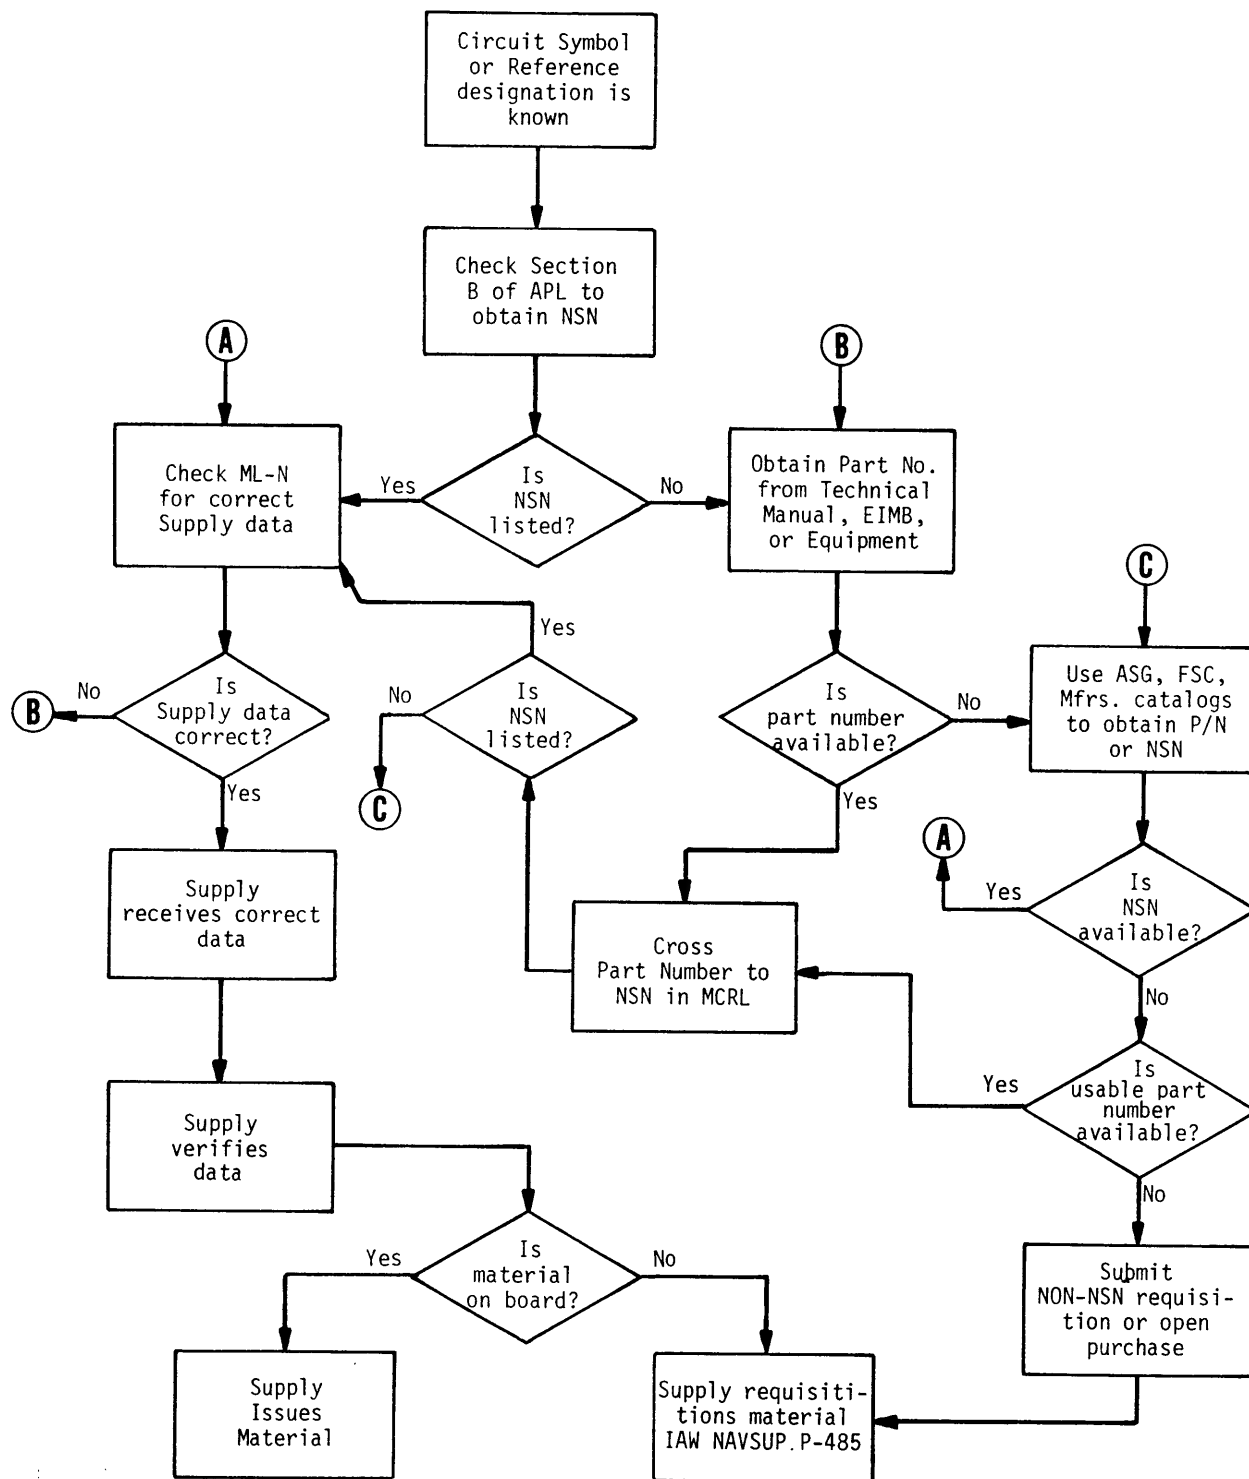 Circuit Symbol
or Reference
designation is
known
Check Section
B of APL to
obtain NSN
A
B
Check ML-N
for correct
Supply data
Yes
Is
NSN
listed?
No
Obtain Part No.
from Technical
Manual, EIMB,
or Equipment
C
Yes
No
Is
Supply data
correct?
B
Yes
No
Is
NSN
listed?
C
Is
part number
available?
No
Yes
Use ASG, FSC,
Mfrs. catalogs
to obtain P/N
or NSN
A
Supply
receives correct
data
Cross
Part Number to
NSN in MCRL
Yes
Is
NSN
available?
No
Supply
verifies
data
Yes
Is
usable part
number
available?
No
Yes
Is
material
on board?
No
Submit
NON-NSN requisi-
tion or open
purchase
Supply
Issues
Material
Supply requisiti-
tions material
IAW NAVSUP.P-485